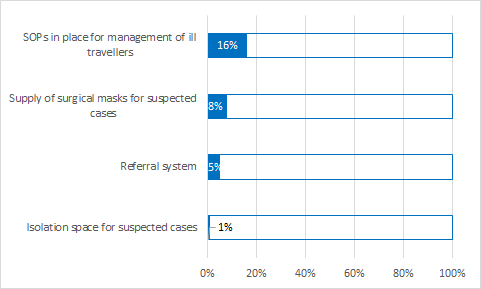 SOPs in place for management of ill
travellers
16%
Supply of surgical masks for suspected
cases
8%
Referral system
5%
Isolation space for suspected cases
1%
0%
20%
40%
60%
80%
100%